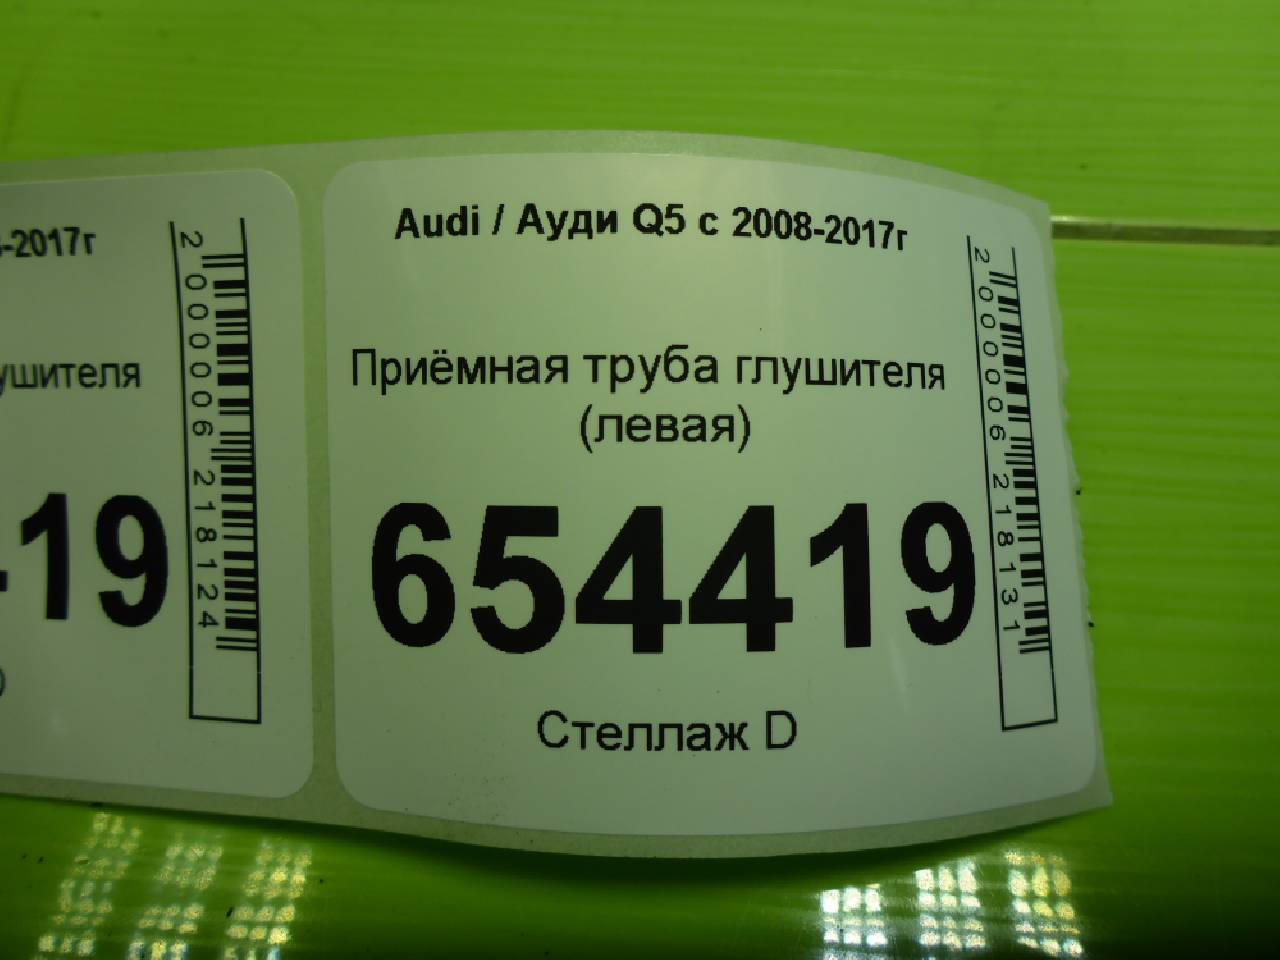 -2017г
ушителя
19
2000006218124
Audi / Ауди Q5 с 2008-2017г
Приёмная труба глушителя
(левая)
654419
Стеллаж D
2000006218131